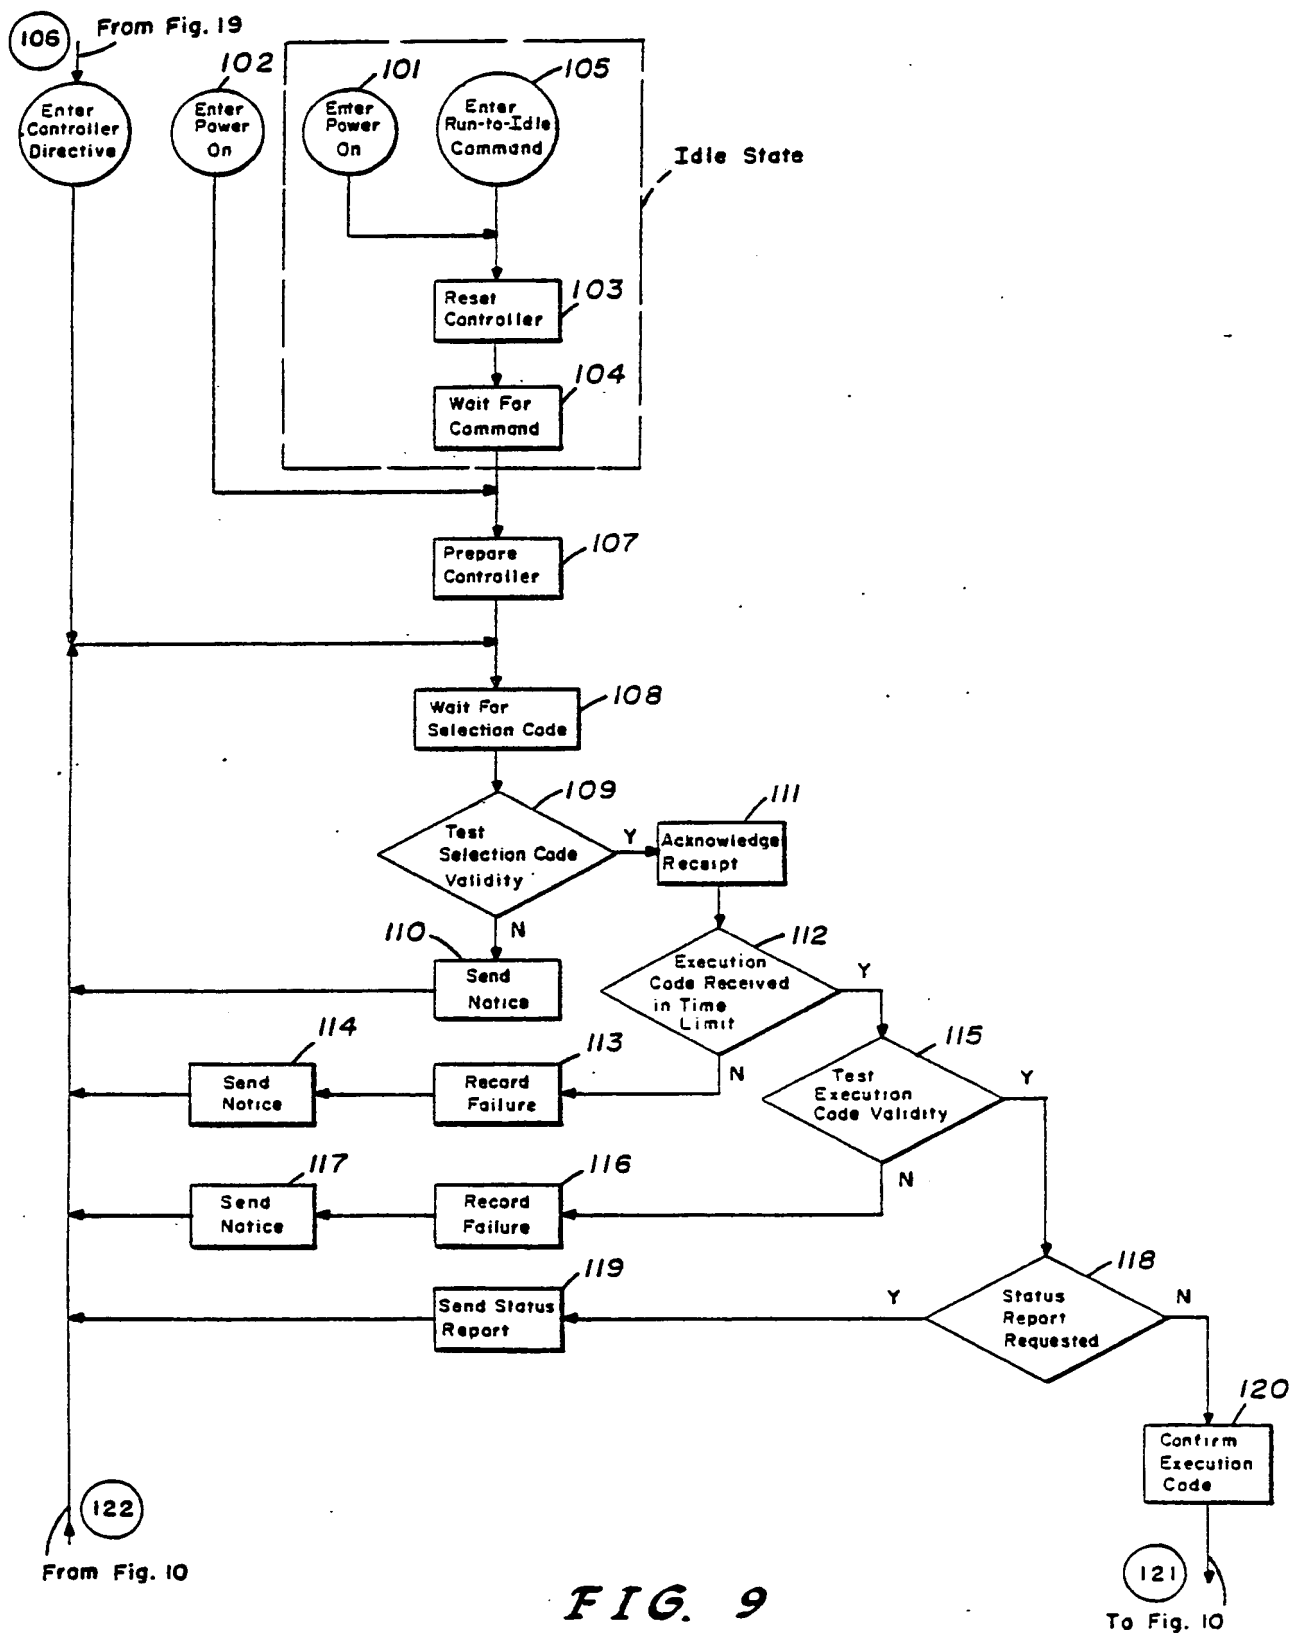 106
From Fig. 19
102
101
105
Enter
Controller
Directive
Enter
Power
On
Enter
Power
On
Enter
Run-to-Idle
Command
Idle State
103
Reset
Controller
104
Wait For
Command
107
Prepare
Controller
108
Wait For
Selection Code
109
Test
Selection Code
Validity
Y
111
Acknowledge
Receipt
N
110
Send
Notice
112
Execution
Code Received
in Time
Limit
Y
N
114
Send
Notice
113
Record
Failure
115
Test
Execution
Code Validity
Y
N
117
Send
Notice
116
Record
Failure
118
Status
Report
Requested
Y
N
119
Send Status
Report
120
Confirm
Execution
Code
122
From Fig. 10
121
To Fig. 10
FIG. 9